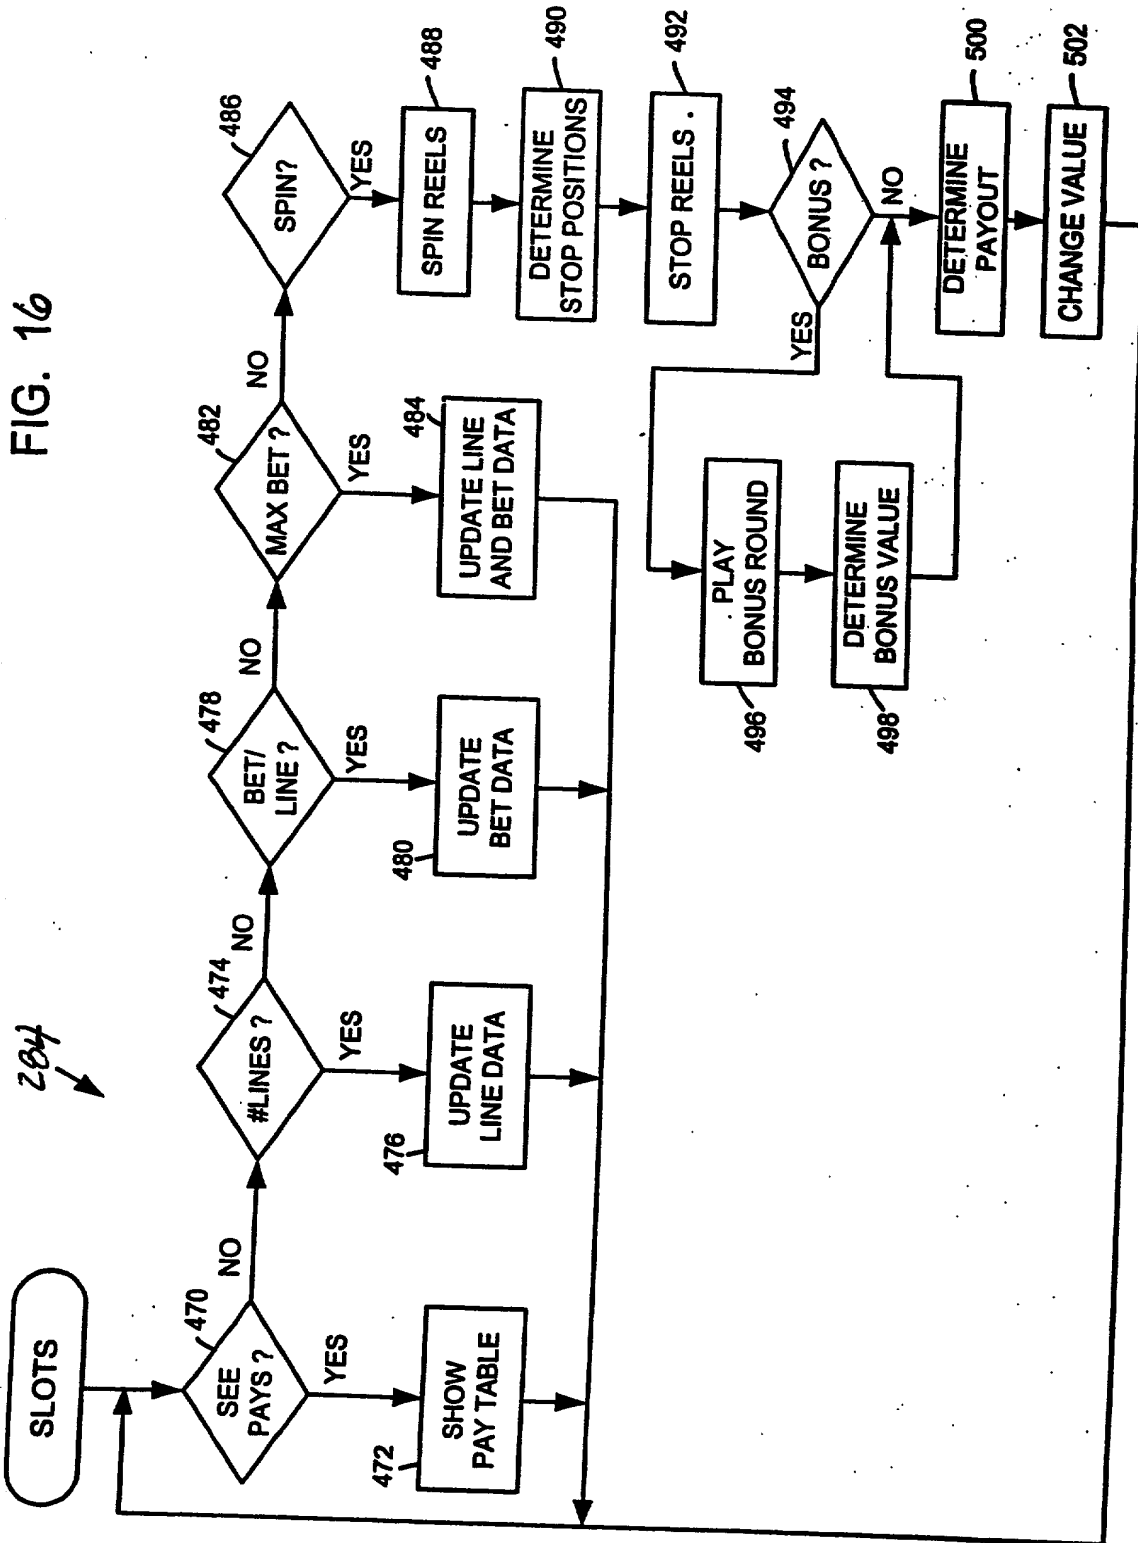 FIG. 16
284
SLOTS
470
SEE
PAYS ?
NO
YES
472
SHOW
PAY TABLE
474
#LINES ?
NO
YES
476
UPDATE
LINE DATA
478
BET/
LINE ?
NO
YES
480
UPDATE
BET DATA
482
MAX BET ?
NO
YES
484
UPDATE LINE
AND BET DATA
486
SPIN?
YES
488
SPIN REELS
490
DETERMINE
STOP POSITIONS
492
STOP REELS .
494
BONUS ?
YES
NO
496
PLAY
BONUS ROUND
498
DETERMINE
BONUS VALUE
500
DETERMINE
PAYOUT
502
CHANGE VALUE